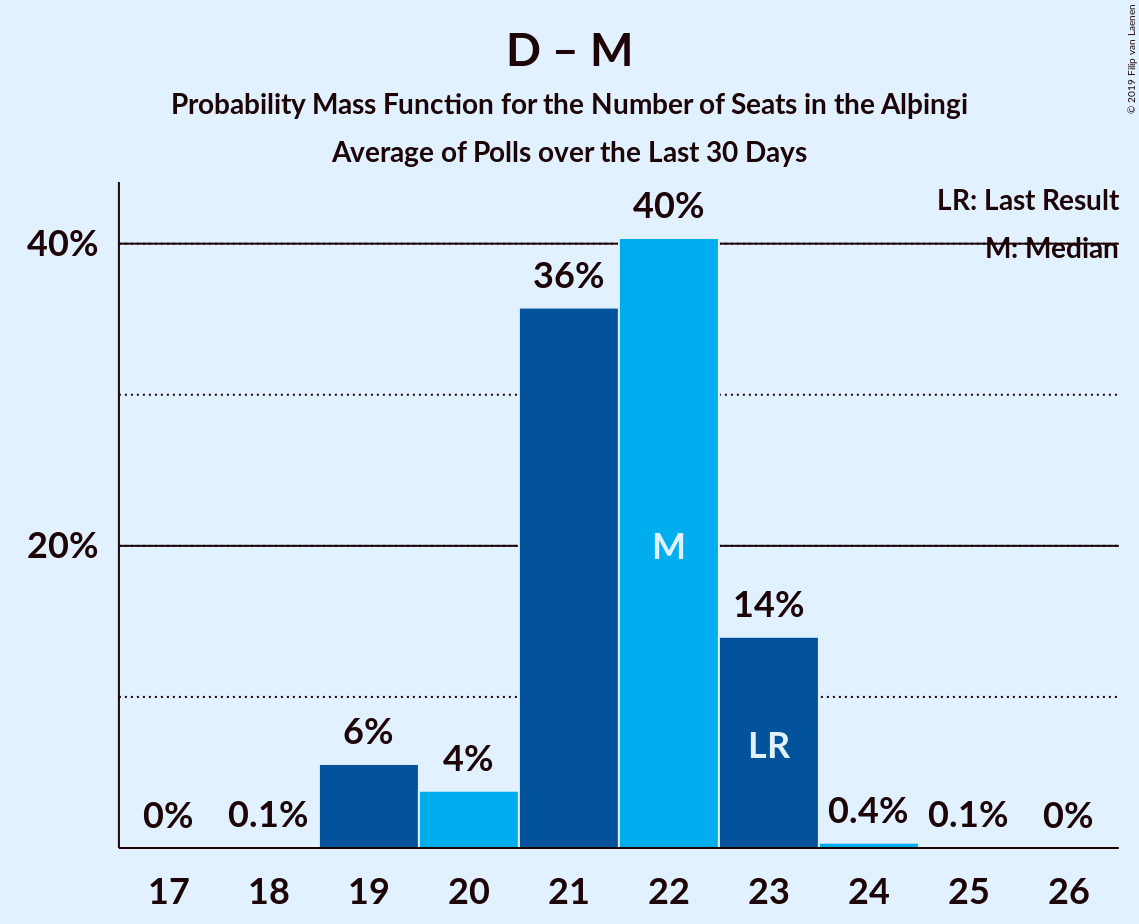 D – M
Probability Mass Function for the Number of Seats in the Alþingi
Average of Polls over the Last 30 Days
© 2019 Filip van Laenen
LR: Last Result
M: Median
40%
20%
0%
0.1%
6%
4%
36%
40%
14%
0.4%
0.1%
0%
M
LR
17 18 19 20 21 22 23 24 25 26